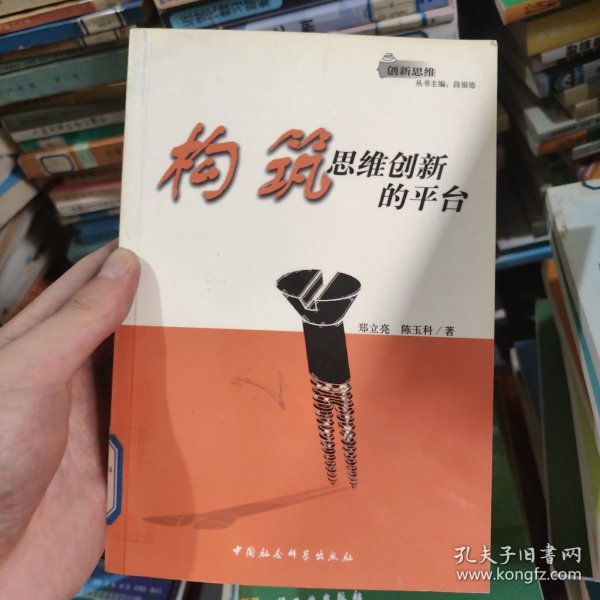 创新思维
丛书主编：段福德
构筑思维创新
的平台
郑立亮 陈玉科/著
中国社会科学出版社
孔夫子旧书网
www.kongfz.com